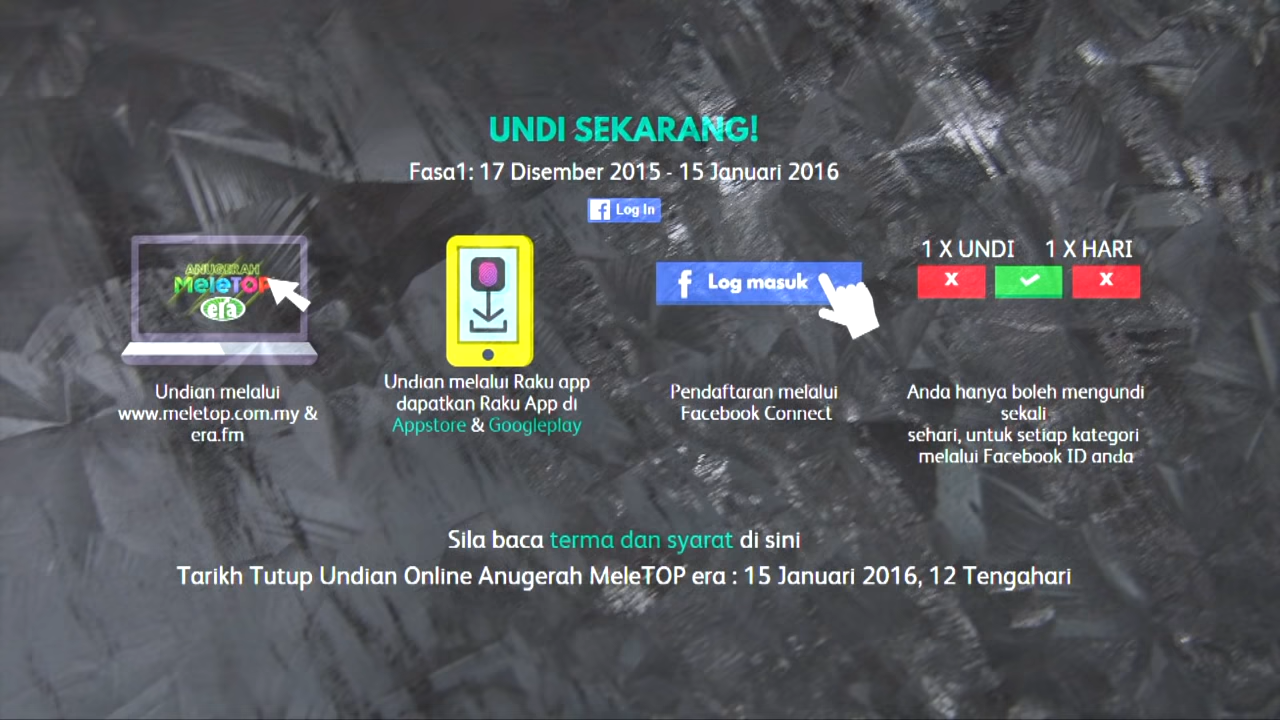 UNDI SEKARANG!
Fasa1: 17 Disember 2015 - 15 Januari 2016
f Log In
ANUGERAH
MeleTOP
era
Undian melalui
www.meletop.com.my &
era.fm
Undian melalui Raku app
dapatkan Raku App di
Appstore & Googleplay
f Log masuk
Pendaftaran melalui
Facebook Connect
1 X UNDI 1 X HARI
X X
Anda hanya boleh mengundi
sekali
sehari, untuk setiap kategori
melalui Facebook ID anda
Sila baca terma dan syarat di sini
Tarikh Tutup Undian Online Anugerah MeleTOP era : 15 Januari 2016, 12 Tengahari